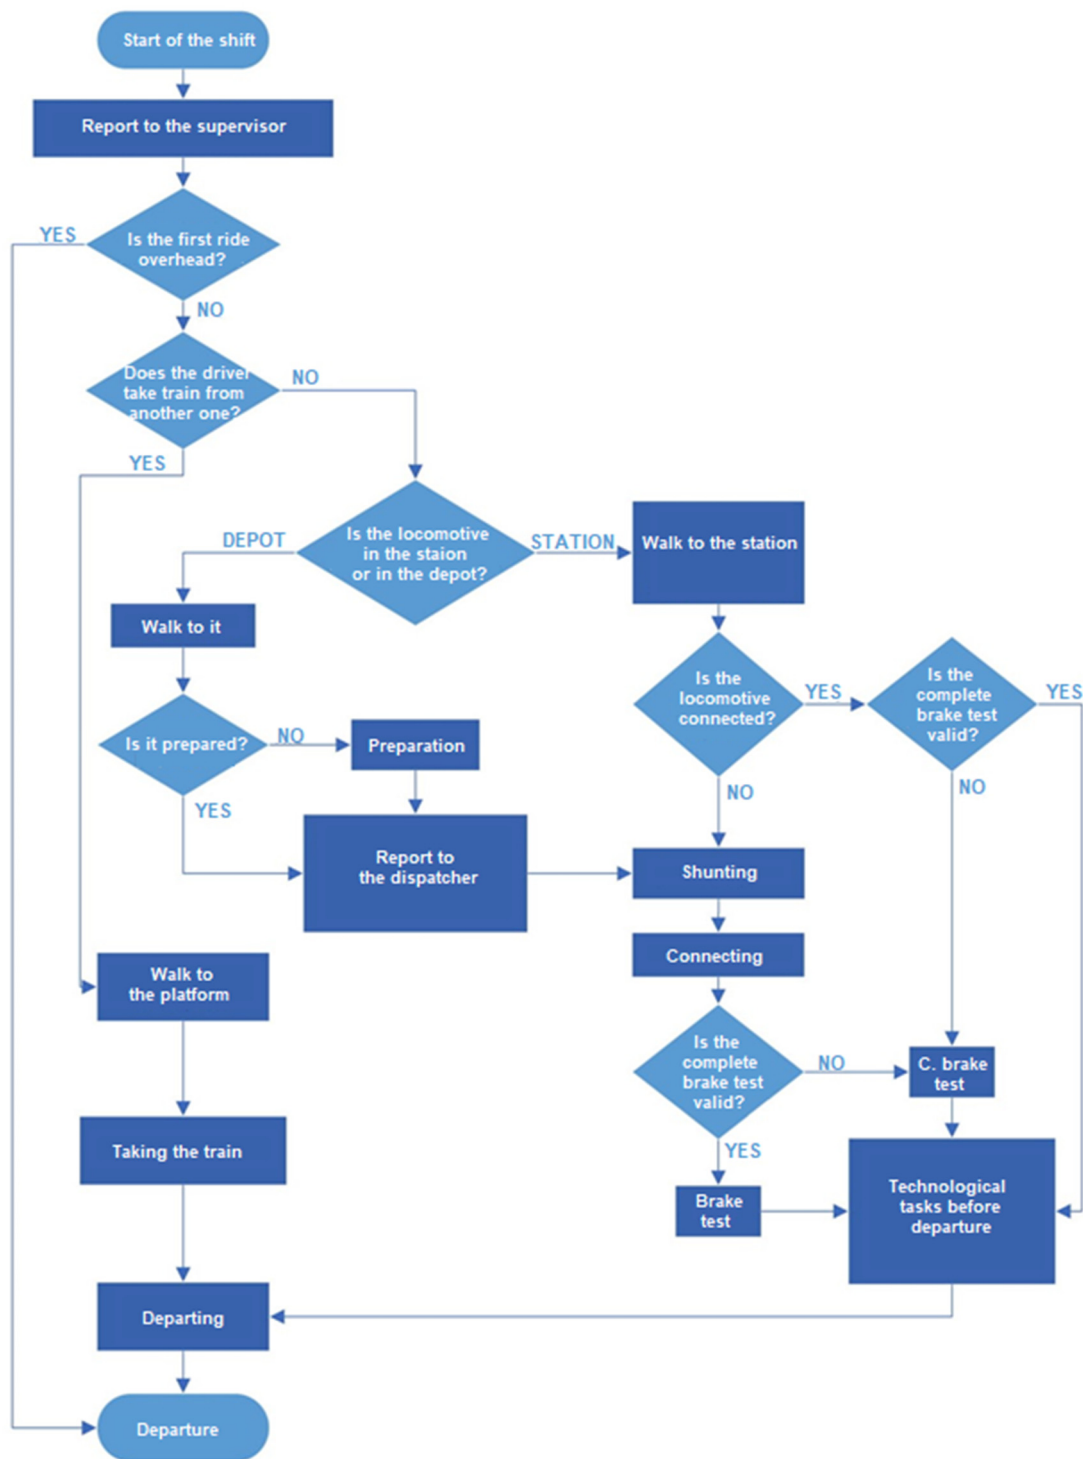 Start of the shift
Report to the supervisor
YES
Is the first ride
overhead?
NO
Does the driver
take train from
another one?
NO
YES
DEPOT
Is the locomotive
in the staion
or in the depot?
STATION
Walk to the station
Walk to it
Is the
locomotive
connected?
YES
Is the
complete
brake test
valid?
YES
Is it prepared?
NO
Preparation
NO
NO
YES
Report to
the dispatcher
Shunting
Connecting
Walk to
the platform
Is the
complete
brake test
valid?
NO
C. brake
test
YES
Taking the train
Brake
test
Technological
tasks before
departure
Departing
Departure